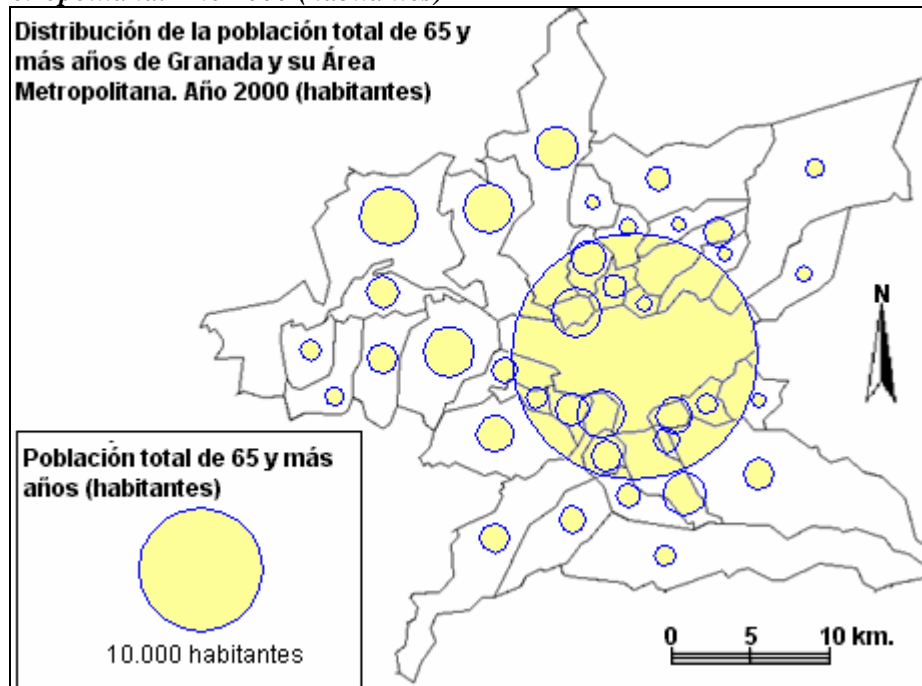 Distribución de la población total de 65 y
más años de Granada y su Área
Metropolitana. Año 2000 (habitantes)
N
Población total de 65 y más
años (habitantes)
10.000 habitantes
0 5 10 km.